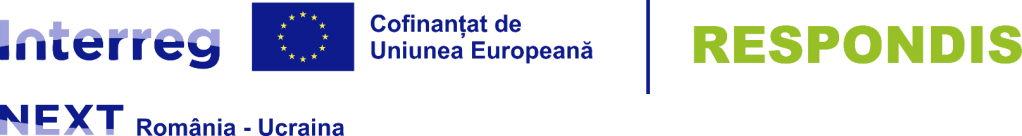 Interreg
Cofinanțat de
Uniunea Europeană
RESPONDIS
NEXT România - Ucraina